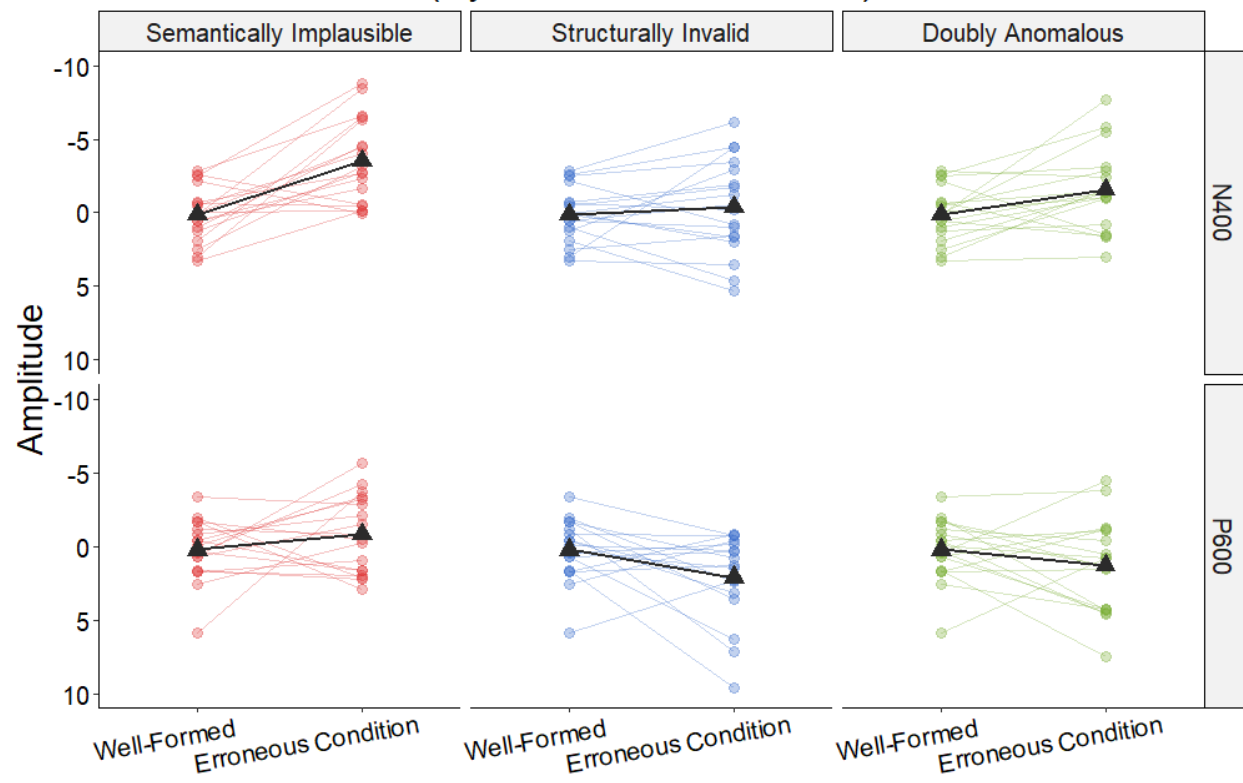 Semantically Implausible
Structurally Invalid
Doubly Anomalous
-10
-5
0
5
10
N400
Amplitude
-10
-5
0
5
10
P600
Well-Formed
Erroneous Condition
Well-Formed
Erroneous Condition
Well-Formed
Erroneous Condition